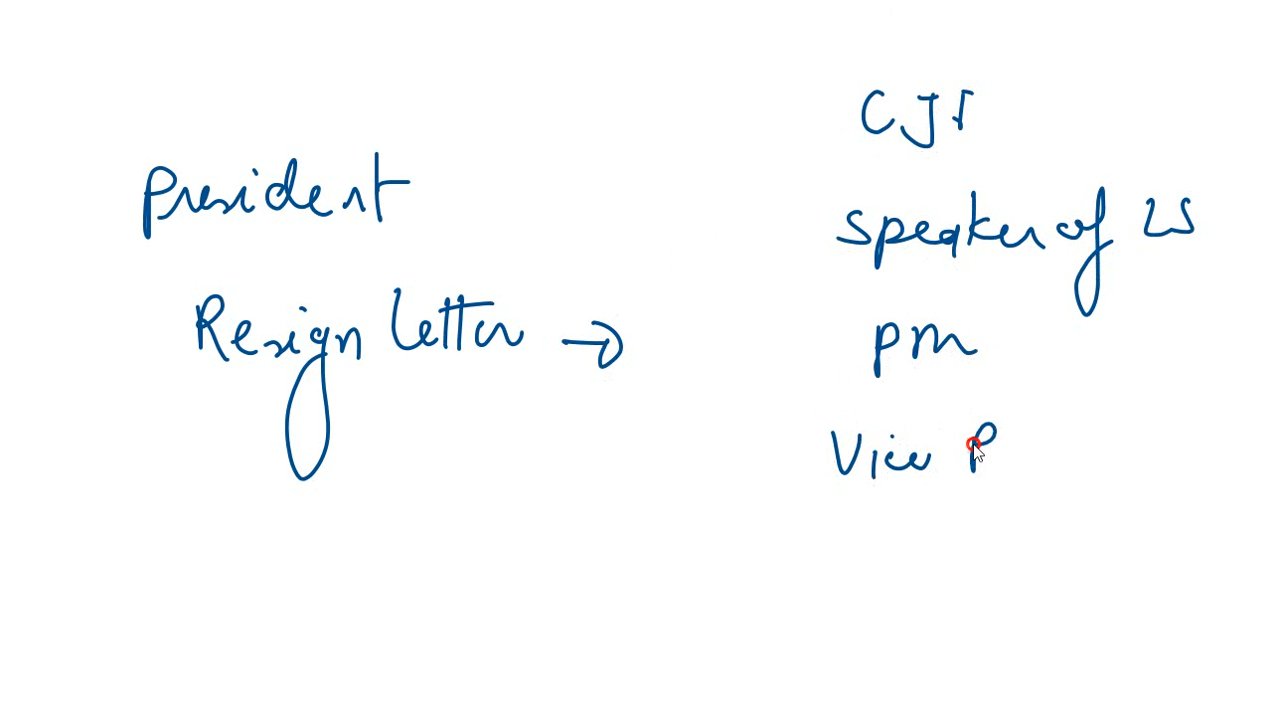 President
Resign letter →
CJI
Speaker of LS
PM
Vice P